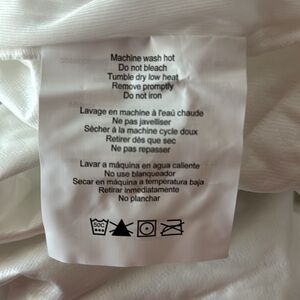 Machine wash hot
Do not bleach
Tumble dry low heat
Remove promptly
Do not iron
Lavage en machine à l'eau chaude
Ne pas javelliser
Sécher à la machine cycle doux
Retirer dès que sec
Ne pas repasser
Lavar a máquina en agua caliente
No use blanqueador
Secar en máquina a temperatura baja
Retirar inmediatamente
No planchar
50C